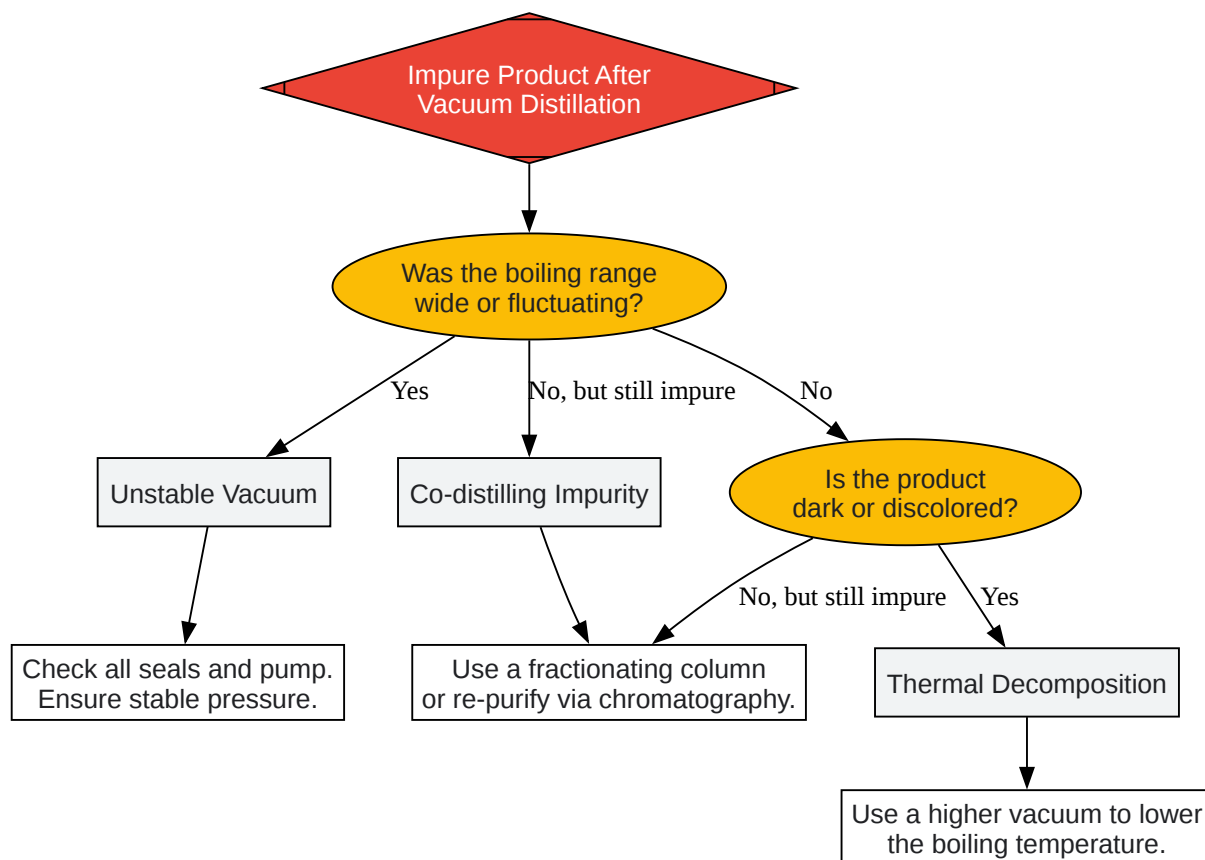 Impure Product After
Vacuum Distillation
Was the boiling range
wide or fluctuating?
Yes
No, but still impure
No
Unstable Vacuum
Co-distilling Impurity
Is the product
dark or discolored?
No, but still impure
Yes
Check all seals and pump.
Ensure stable pressure.
Use a fractionating column
or re-purify via chromatography.
Thermal Decomposition
Use a higher vacuum to lower
the boiling temperature.